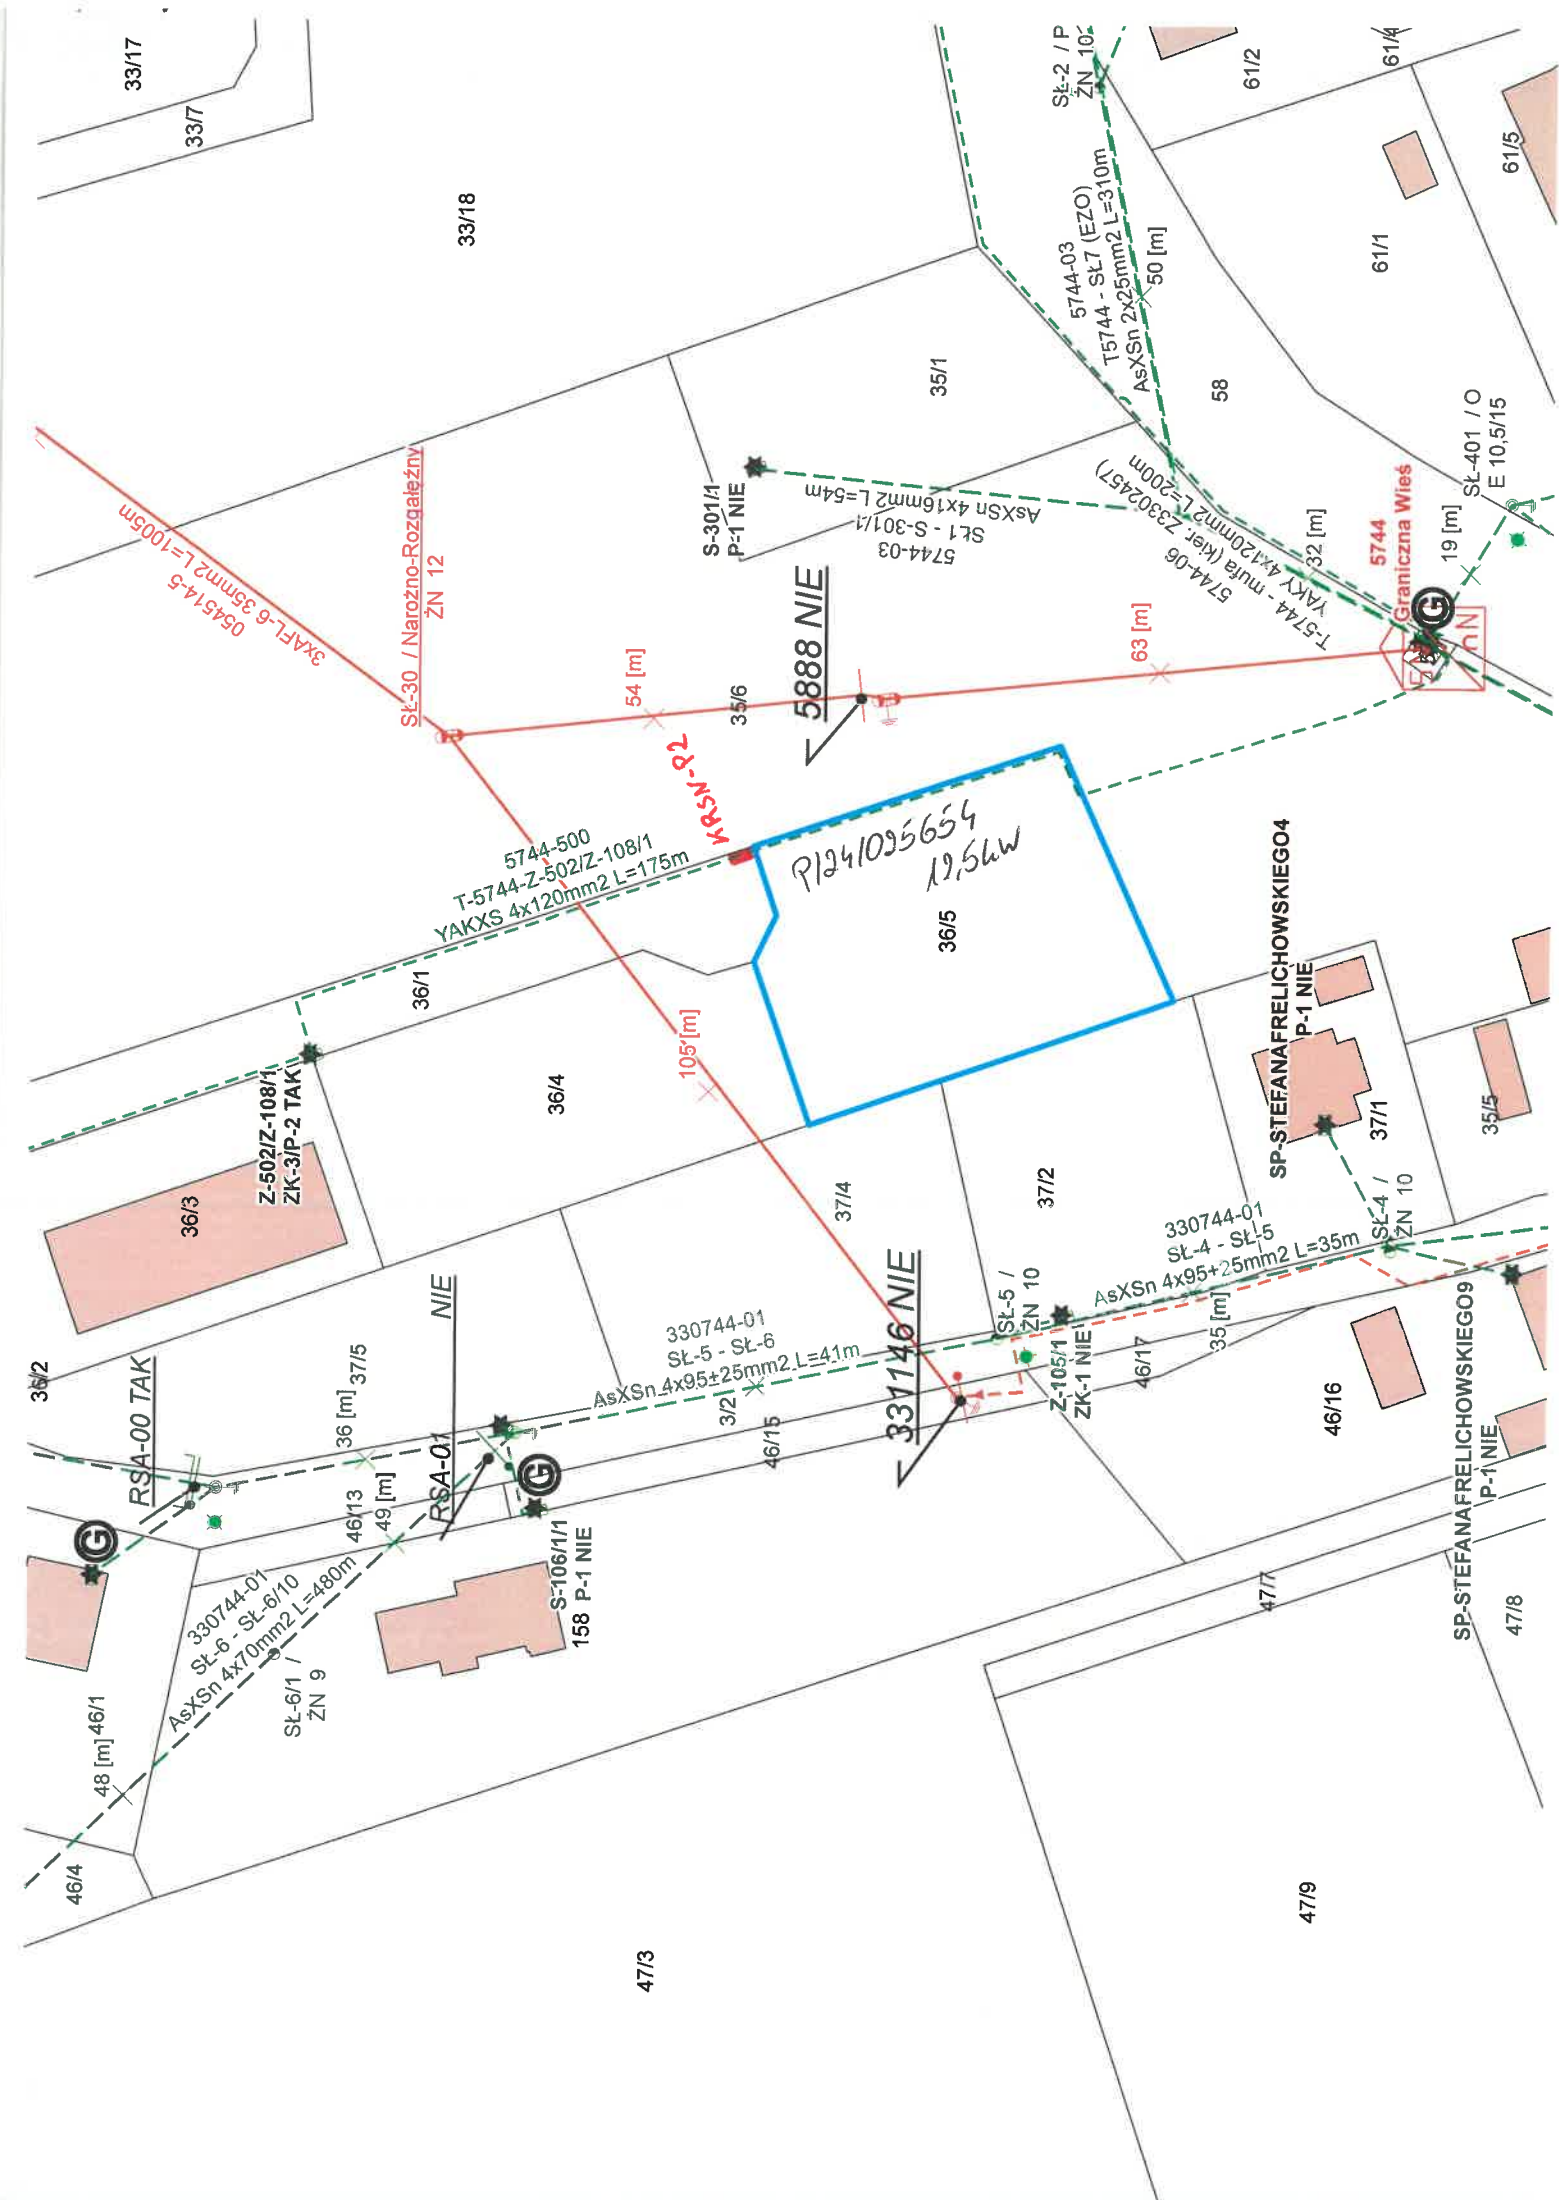 33/17
33/7
33/18
SŁ-2 / P
ŻN 10
61/2
61/4
61/5
61/1
5744-03
T5744 - SŁ7 (EZO)
AsXSn 2x25mm2 L=310m
50 [m]
35/1
58
054514-5
3xAFL-6 35mm2 L=1005m
SŁ-30 / Narożno-Rozgałęźny
ŻN 12
S-301/1
P-1 NIE
5744-03
SŁ1 - S-301/1
AsXSn 4x16mm2 L=54m
5744-06
T-5744 - mufa (kier. Z3302457)
YAKY 4x120mm2 L=200m
32 [m]
5744
Graniczna Wieś
19 [m]
SŁ-401 / O
E 10,5/15
G
54 [m]
35/6
5888 NIE
63 [m]
KRSN-P2
5744-500
T-5744-Z-502/Z-108/1
YAKXS 4x120mm2 L=175m
P/24/095654
12,5kW
36/5
36/1
105 [m]
36/4
Z-502/Z-108/1
ZK-3/P-2 TAK
36/3
SP-STEFANAFRELICHOWSKIEGO4
P-1 NIE
37/1
35/5
37/4
37/2
330744-01
SŁ-4 - SŁ-5
AsXSn 4x95+25mm2 L=35m
SŁ-4 /
ŻN 10
35 [m]
SŁ-5 /
ŻN 10
Z-105/1
ZK-1 NIE
331146 NIE
46/17
46/16
SP-STEFANAFRELICHOWSKIEGO9
P-1 NIE
330744-01
SŁ-5 - SŁ-6
AsXSn 4x95+25mm2 L=41m
3/2
46/15
36/2
RSA-00 TAK
36 [m]
37/5
RSA-01 NIE
G
46/13
49 [m]
G
S-106/1/1
P-1 NIE
158
330744-01
SŁ-6 - SŁ-6/10
AsXSn 4x70mm2 L=480m
SŁ-6/1 /
ŻN 9
48 [m]
46/1
46/4
47/7
47/8
47/3
47/9